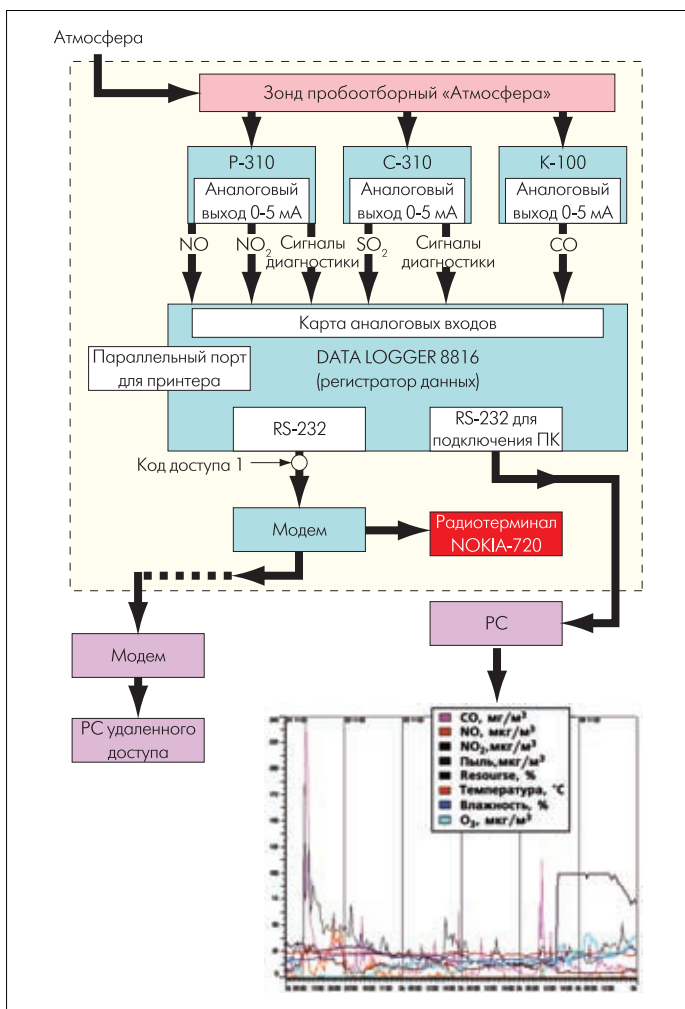 Атмосфера
Зонд пробоотборный «Атмосфера»
Р-310
Аналоговый
выход 0-5 мА
С-310
Аналоговый
выход 0-5 мА
К-100
Аналоговый
выход 0-5 мА
NO
NO₂
Сигналы
диагностики
SO₂
Сигналы
диагностики
CO
Карта аналоговых входов
Параллельный порт
для принтера
DATA LOGGER 8816
(регистратор данных)
RS-232
RS-232 для
подключения ПК
Код доступа 1
Модем
Радиотерминал
NOKIA-720
Модем
PC
РС удаленного
доступа
CO, мг/м³
NO, мкг/м³
NO₂,мкг/м³
Пыль,мкг/м³
Resourse, %
Температура, °C
Влажность, %
O₃, мкг/м³